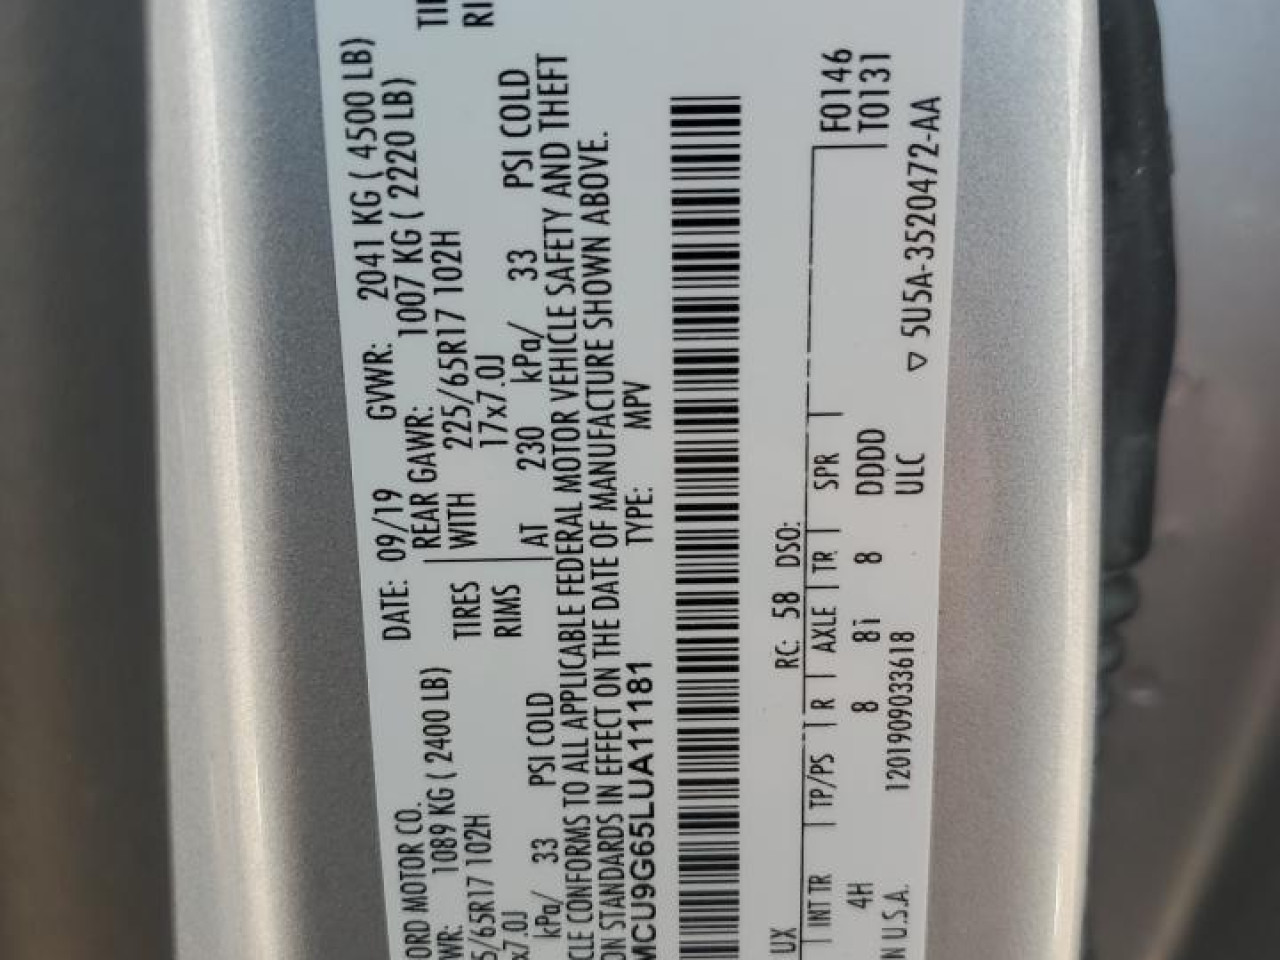 ORD MOTOR CO. DATE: 09/19 GVWR: 2041 KG ( 4500 LB)
WR: 1089 KG ( 2400 LB) REAR GAWR: 1007 KG ( 2220 LB)
5/65R17 102H TIRES WITH 225/65R17 102H TI
x7.0J RIMS 17x7.0J RI
kPa/ 33 PSI COLD AT 230 kPa/ 33 PSI COLD
CLE CONFORMS TO ALL APPLICABLE FEDERAL MOTOR VEHICLE SAFETY AND THEFT
ON STANDARDS IN EFFECT ON THE DATE OF MANUFACTURE SHOWN ABOVE.
MCU9G65LUA11181 TYPE: MPV
UX RC: 58 DSO:
INT TR TP/PS R AXLE TR SPR F0146
4H 8 8i 8 DDDD T0131
N U.S.A. 1201909033618 ULC ▽ 5U5A-3520472-AA